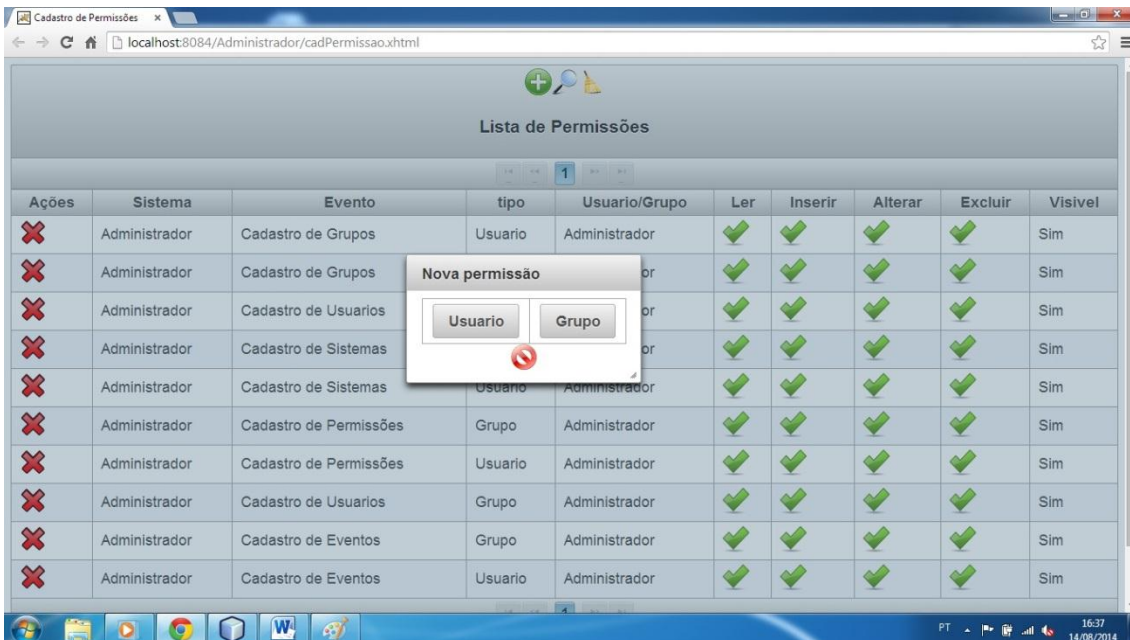 Cadastro de Permissões
localhost:8084/Administrador/cadPermissao.xhtml
Lista de Permissões
1
Ações Sistema Evento tipo Usuario/Grupo Ler Inserir Alterar Excluir Visivel
Administrador Cadastro de Grupos Usuario Administrador Sim
Administrador Cadastro de Grupos or Sim
Administrador Cadastro de Usuarios or Sim
Administrador Cadastro de Sistemas or Sim
Administrador Cadastro de Sistemas Usuario Administrador Sim
Administrador Cadastro de Permissões Grupo Administrador Sim
Administrador Cadastro de Permissões Usuario Administrador Sim
Administrador Cadastro de Usuarios Grupo Administrador Sim
Administrador Cadastro de Eventos Grupo Administrador Sim
Administrador Cadastro de Eventos Usuario Administrador Sim
Nova permissão
Usuario Grupo
1
PT 16:37
14/08/2014